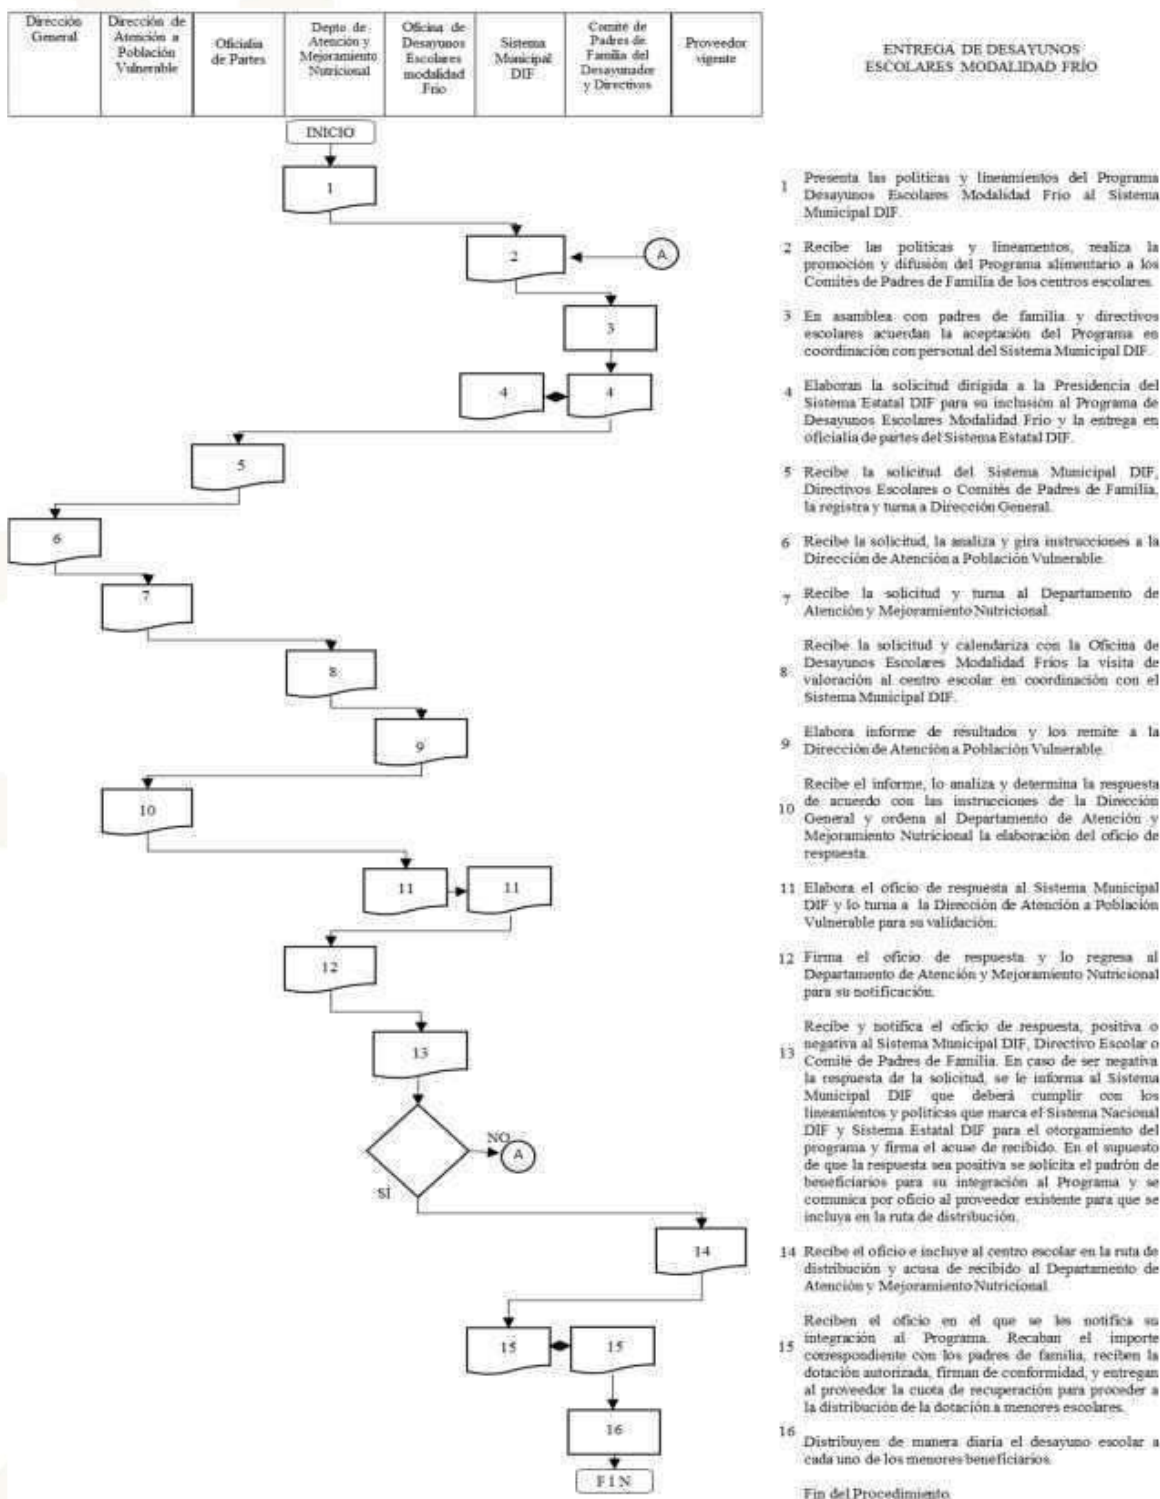 Dirección
General
Dirección de
Atención a
Población
Vulnerable
Oficialía
de Partes
Depto de
Atención y
Mejoramiento
Nutricional
Oficina de
Desayunos
Escolares
modalidad
Frío
Sistema
Municipal
DIF
Comité de
Padres de
Familia del
Desayunador
y Directivos
Proveedor
vigente
ENTREGA DE DESAYUNOS
ESCOLARES MODALIDAD FRÍO
INICIO
1
2
A
3
4
4
5
6
7
8
9
10
11
11
12
13
NO
A
SÍ
14
15
15
16
F I N
1 Presenta las políticas y lineamientos del Programa
Desayunos Escolares Modalidad Frío al Sistema
Municipal DIF.
2 Recibe las políticas y lineamentos, realiza la
promoción y difusión del Programa alimentario a los
Comités de Padres de Familia de los centros escolares.
3 En asamblea con padres de familia y directivos
escolares acuerdan la aceptación del Programa en
coordinación con personal del Sistema Municipal DIF.
4 Elaboran la solicitud dirigida a la Presidencia del
Sistema Estatal DIF para su inclusión al Programa de
Desayunos Escolares Modalidad Frío y la entrega en
oficialía de partes del Sistema Estatal DIF.
5 Recibe la solicitud del Sistema Municipal DIF,
Directivos Escolares o Comités de Padres de Familia,
la registra y turna a Dirección General.
6 Recibe la solicitud, la analiza y gira instrucciones a la
Dirección de Atención a Población Vulnerable.
7 Recibe la solicitud y turna al Departamento de
Atención y Mejoramiento Nutricional.
8 Recibe la solicitud y calendariza con la Oficina de
Desayunos Escolares Modalidad Fríos la visita de
valoración al centro escolar en coordinación con el
Sistema Municipal DIF.
9 Elabora informe de resultados y los remite a la
Dirección de Atención a Población Vulnerable.
10 Recibe el informe, lo analiza y determina la respuesta
de acuerdo con las instrucciones de la Dirección
General y ordena al Departamento de Atención y
Mejoramiento Nutricional la elaboración del oficio de
respuesta.
11 Elabora el oficio de respuesta al Sistema Municipal
DIF y lo turna a la Dirección de Atención a Población
Vulnerable para su validación.
12 Firma el oficio de respuesta y lo regresa al
Departamento de Atención y Mejoramiento Nutricional
para su notificación.
13 Recibe y notifica el oficio de respuesta, positiva o
negativa al Sistema Municipal DIF, Directivo Escolar o
Comité de Padres de Familia. En caso de ser negativa
la respuesta de la solicitud, se le informa al Sistema
Municipal DIF que deberá cumplir con los
lineamientos y políticas que marca el Sistema Nacional
DIF y Sistema Estatal DIF para el otorgamiento del
programa y firma el acuse de recibido. En el supuesto
de que la respuesta sea positiva se solicita el padrón de
beneficiarios para su integración al Programa y se
comunica por oficio al proveedor existente para que se
incluya en la ruta de distribución.
14 Recibe el oficio e incluye al centro escolar en la ruta de
distribución y acusa de recibido al Departamento de
Atención y Mejoramiento Nutricional.
15 Reciben el oficio en el que se les notifica su
integración al Programa. Recaban el importe
correspondiente con los padres de familia, reciben la
dotación autorizada, firman de conformidad, y entregan
al proveedor la cuota de recuperación para proceder a
la distribución de la dotación a menores escolares.
16 Distribuyen de manera diaria el desayuno escolar a
cada uno de los menores beneficiarios.
Fin del Procedimiento.